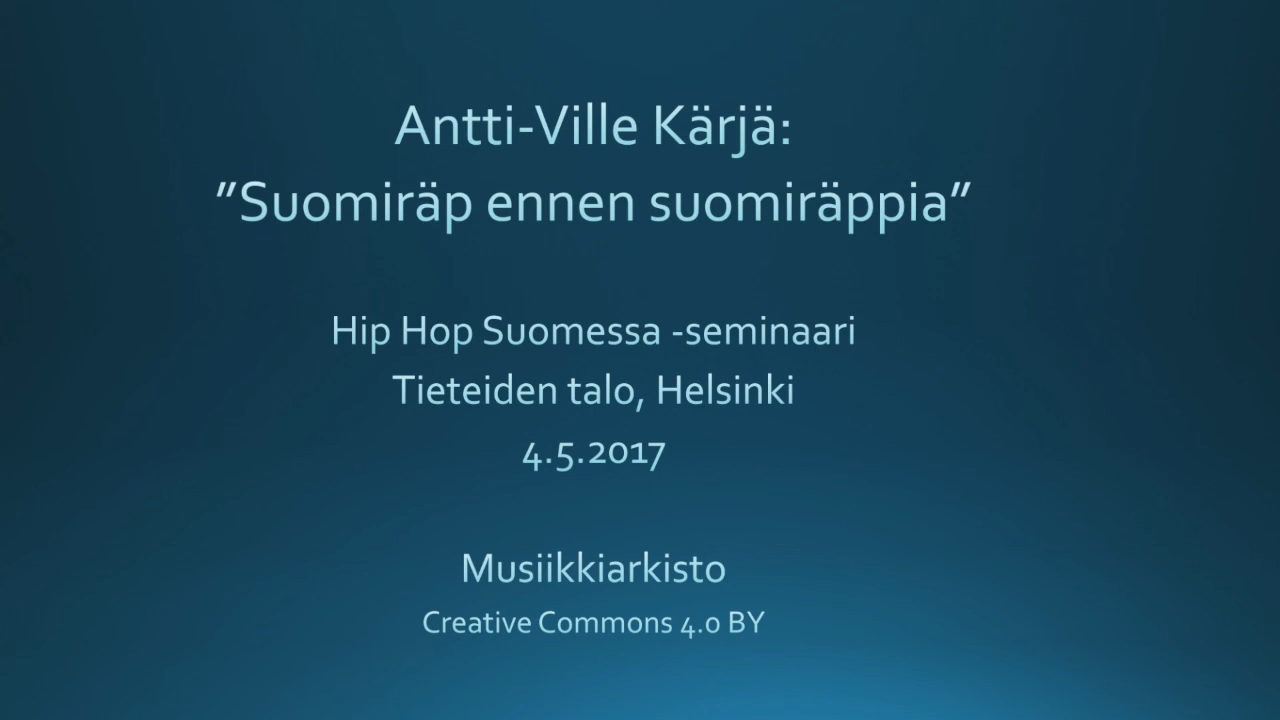 Antti-Ville Kärjä:
”Suomiräp ennen suomiräppia”
Hip Hop Suomessa -seminaari
Tieteiden talo, Helsinki
4.5.2017
Musiikkiarkisto
Creative Commons 4.0 BY